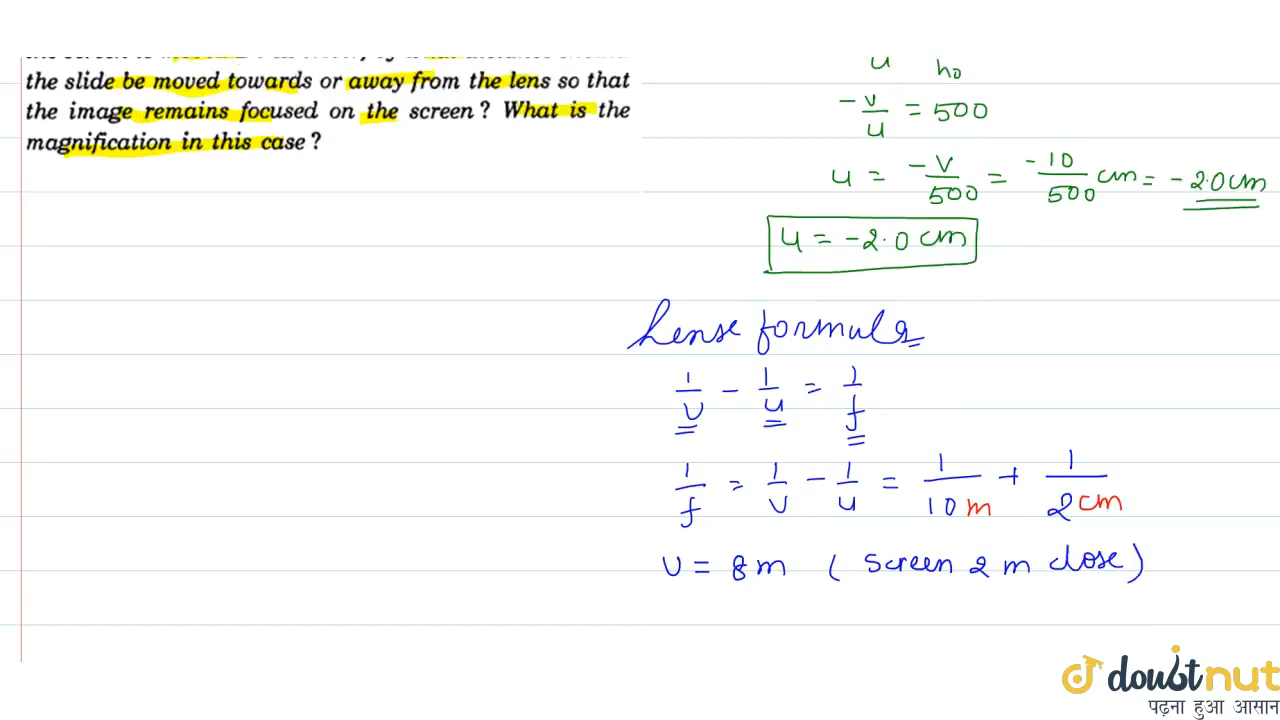 the slide be moved towards or away from the lens so that
the image remains focused on the screen? What is the
magnification in this case?
u ho
-v/u = 500
u = -v/500 = -10/500 cm = -2.0cm
u = -2.0 cm
Lense formula
1/v - 1/u = 1/f
1/f = 1/v - 1/u = 1/10m + 1/2cm
v = 8m (Screen 2 m close)
doubtnut
पढ़ना हुआ आसान